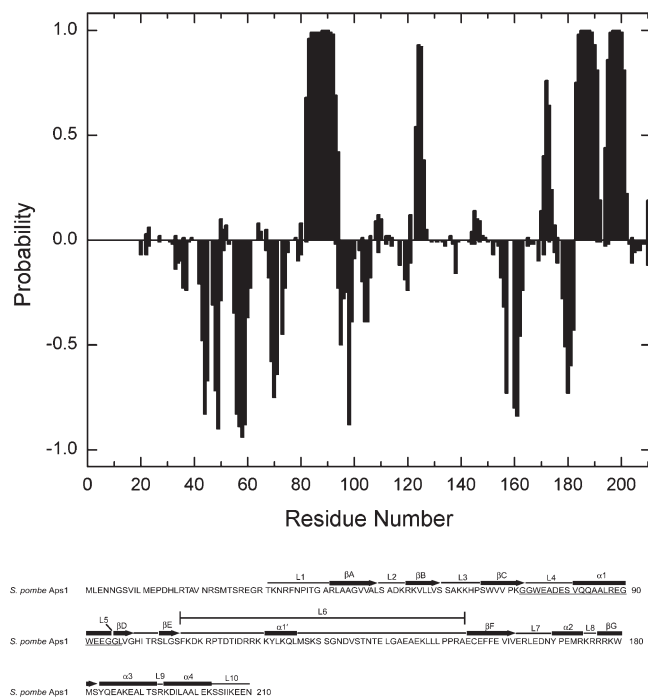 1.0
0.5
0.0
-0.5
-1.0
Probability
0 20 40 60 80 100 120 140 160 180 200
Residue Number
L1 βA L2 βB L3 βC L4 α1
S. pombe Aps1 MLENNGSVIL MEPDHLRTAV NRSMTSREGR TKNRFNPITG ARLAAGVVALS ADKRKVLLVS SAKKHPSWVV PKGGWEADES VQQAALREG 90
L5 βD βE L6 α1' βF L7 α2 L8 βG
S. pombe Aps1 WEEGGLVGHI TRSLGSFKDK RPTDTIDRRK KYLKQLMSKS SGNDVSTNTE LGAEAEKLLL PPRAECEFFE VIVERLEDNY PEMRKRRRKW 180
α3 L9 α4 L10
S. pombe Aps1 MSYQEAKEAL TSRKDILAAL EKSSIIKEEN 210